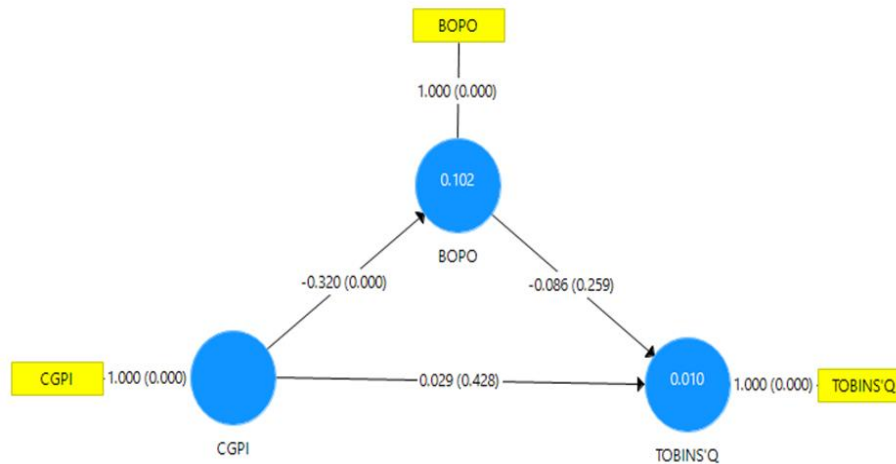 BOPO
1.000 (0.000)
0.102
BOPO
-0.320 (0.000)
-0.086 (0.259)
CGPI
1.000 (0.000)
0.029 (0.428)
0.010
1.000 (0.000)
TOBINS'Q
CGPI
TOBINS'Q